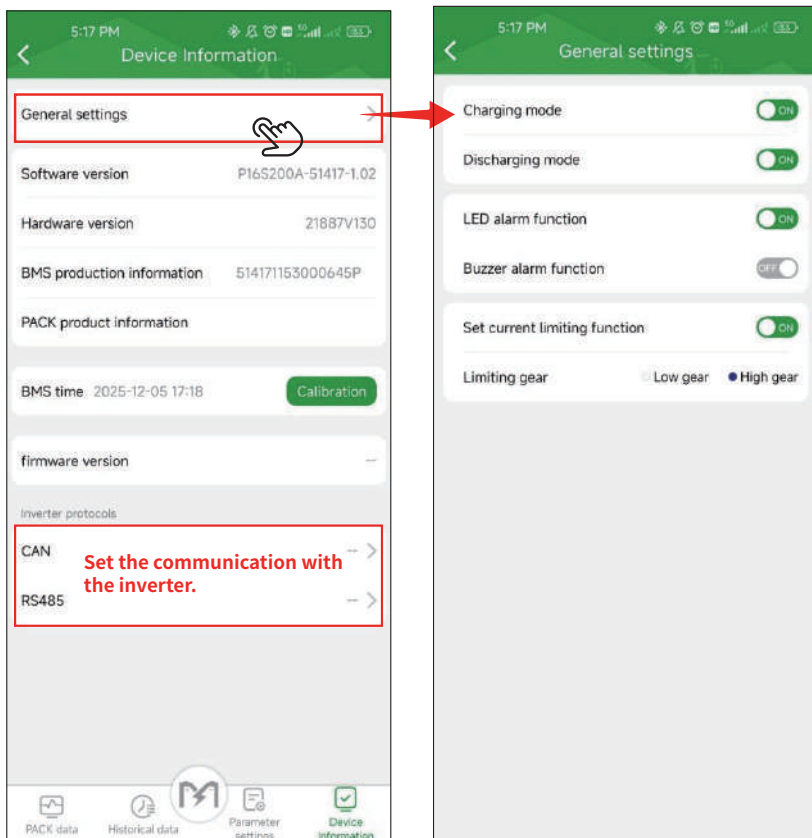 5:17 PM
Device Information
General settings
Software version P16S200A-51417-1.02
Hardware version 21887V130
BMS production information 514171153000645P
PACK product information
BMS time 2025-12-05 17:18 Calibration
firmware version --
Inverter protocols
CAN --
Set the communication with
the inverter.
RS485 --
PACK data
Historical data
Parameter
settings
Device
Information
5:17 PM
General settings
Charging mode ON
Discharging mode ON
LED alarm function ON
Buzzer alarm function OFF
Set current limiting function ON
Limiting gear Low gear High gear